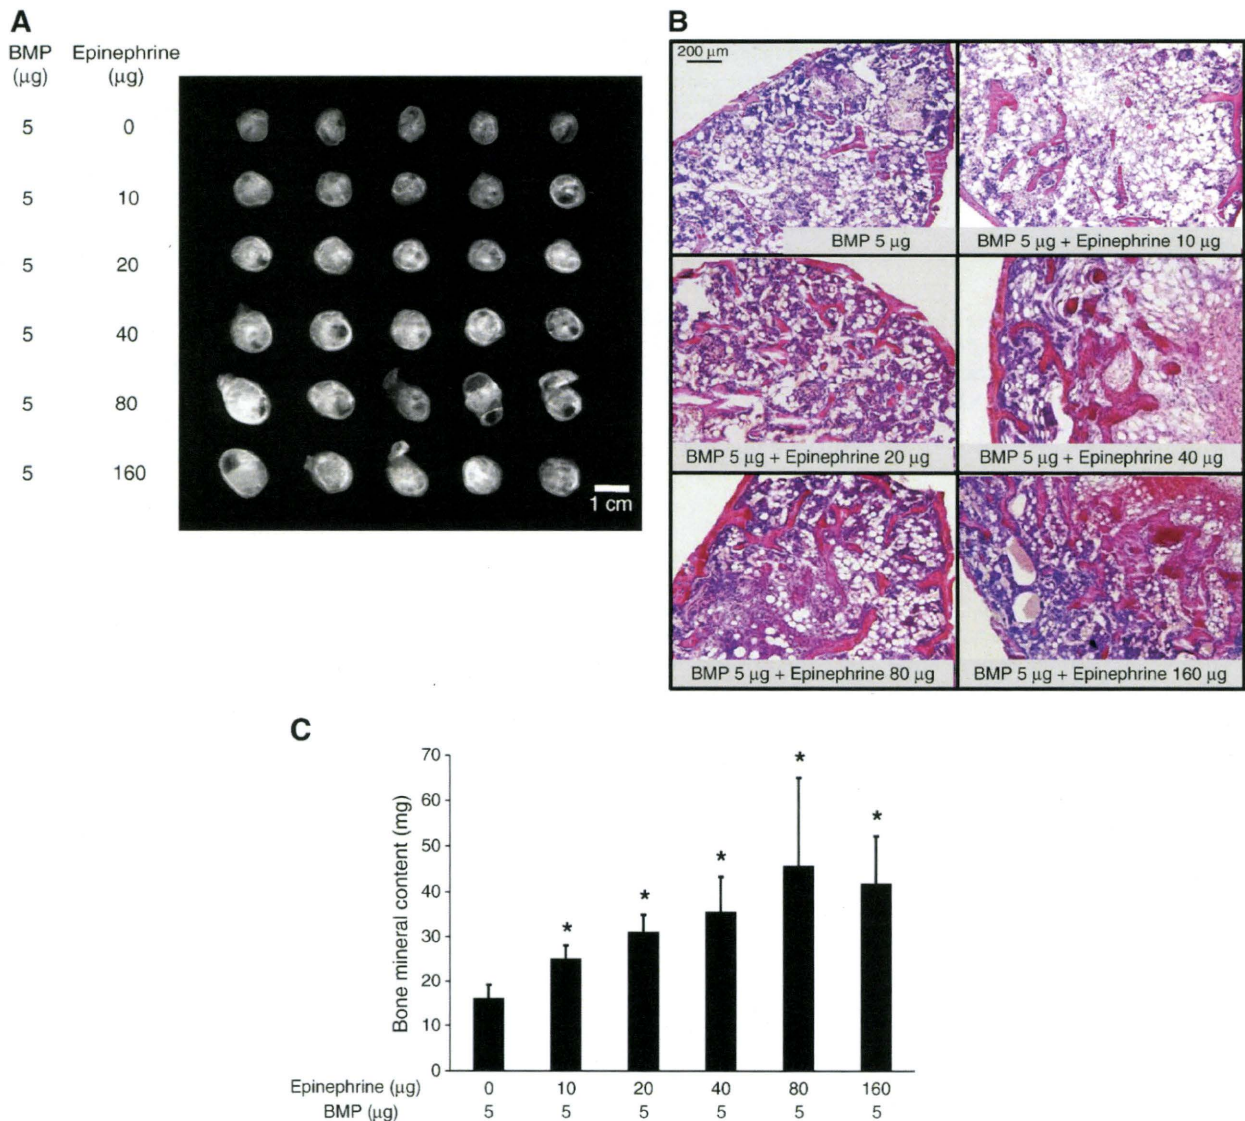 A
BMP Epinephrine
(µg) (µg)
5 0
5 10
5 20
5 40
5 80
5 160
1 cm
B
200 µm
BMP 5 µg
BMP 5 µg + Epinephrine 10 µg
BMP 5 µg + Epinephrine 20 µg
BMP 5 µg + Epinephrine 40 µg
BMP 5 µg + Epinephrine 80 µg
BMP 5 µg + Epinephrine 160 µg
C
Bone mineral content (mg)
70
60
50
40
30
20
10
0
* * * * *
Epinephrine (µg) 0 10 20 40 80 160
BMP (µg) 5 5 5 5 5 5